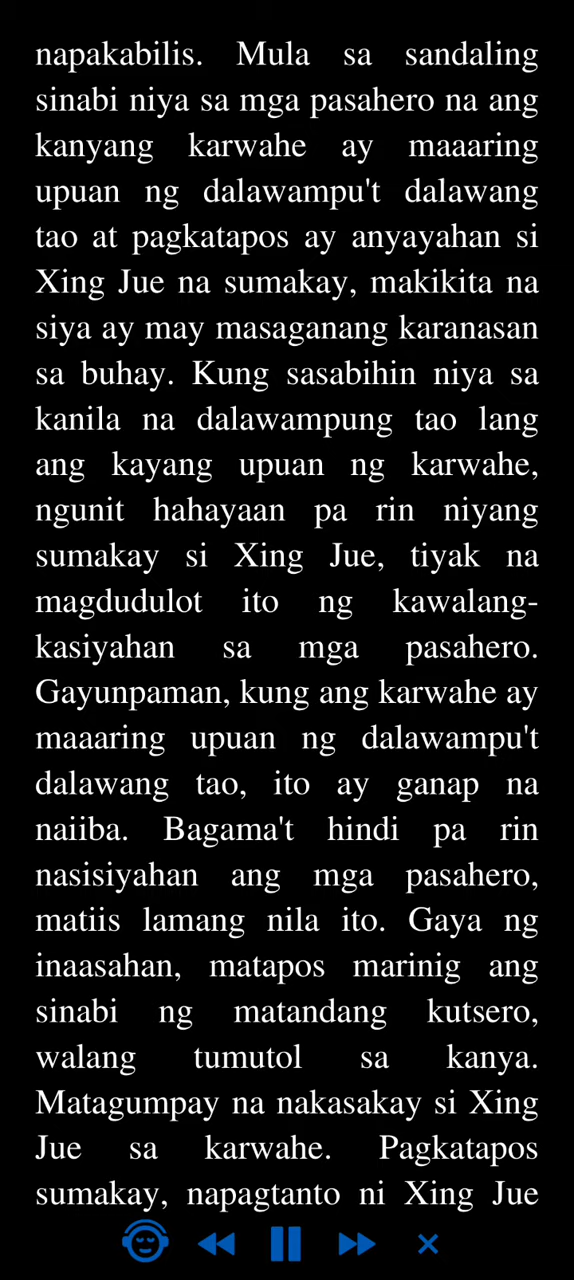 napakabilis. Mula sa sandaling
sinabi niya sa mga pasahero na ang
kanyang karwahe ay maaaring
upuan ng dalawampu't dalawang
tao at pagkatapos ay anyayahan si
Xing Jue na sumakay, makikita na
siya ay may masaganang karanasan
sa buhay. Kung sasabihin niya sa
kanila na dalawampung tao lang
ang kayang upuan ng karwahe,
ngunit hahayaan pa rin niyang
sumakay si Xing Jue, tiyak na
magdudulot ito ng kawalang-
kasiyahan sa mga pasahero.
Gayunpaman, kung ang karwahe ay
maaaring upuan ng dalawampu't
dalawang tao, ito ay ganap na
naiiba. Bagama't hindi pa rin
nasisiyahan ang mga pasahero,
matiis lamang nila ito. Gaya ng
inaasahan, matapos marinig ang
sinabi ng matandang kutsero,
walang tumutol sa kanya.
Matagumpay na nakasakay si Xing
Jue sa karwahe. Pagkatapos
sumakay, napagtanto ni Xing Jue